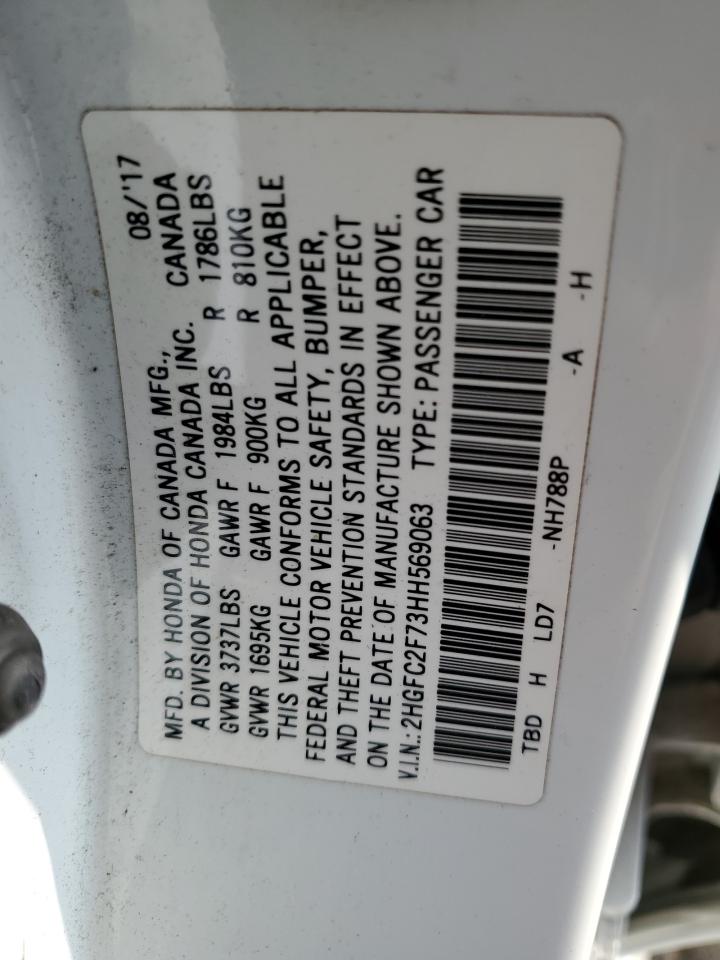 MFD. BY HONDA OF CANADA MFG., 08/'17
A DIVISION OF HONDA CANADA INC. CANADA
GVWR 3737LBS GAWR F 1984LBS R 1786LBS
GVWR 1695KG GAWR F 900KG R 810KG
THIS VEHICLE CONFORMS TO ALL APPLICABLE
FEDERAL MOTOR VEHICLE SAFETY, BUMPER,
AND THEFT PREVENTION STANDARDS IN EFFECT
ON THE DATE OF MANUFACTURE SHOWN ABOVE.
V.I.N.: 2HGFC2F73HH569063 TYPE: PASSENGER CAR
TBD H LD7 -NH788P -A -H